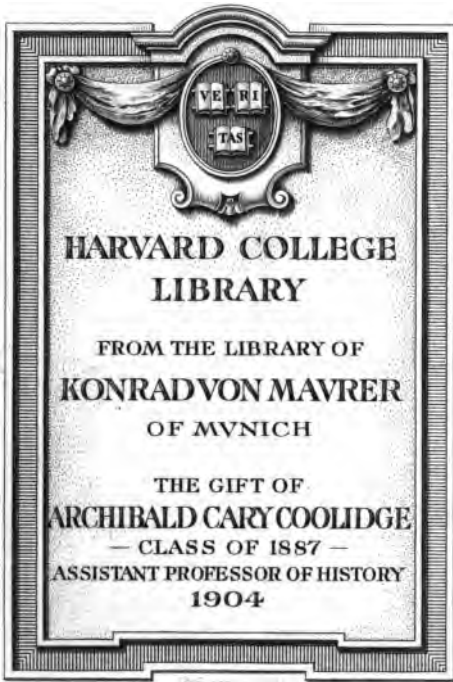 VE RI
TAS
HARVARD COLLEGE
LIBRARY
FROM THE LIBRARY OF
KONRAD VON MAVRER
OF MVNICH
THE GIFT OF
ARCHIBALD CARY COOLIDGE
— CLASS OF 1887 —
ASSISTANT PROFESSOR OF HISTORY
1904